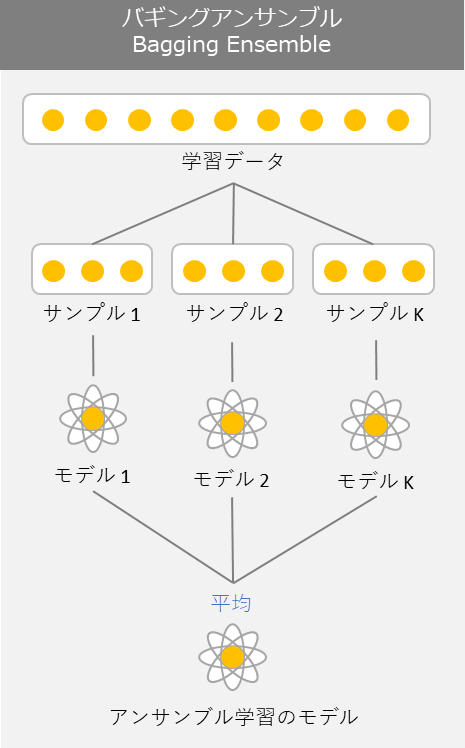 バギングアンサンブル
Bagging Ensemble
学習データ
サンプル 1
サンプル 2
サンプル K
モデル 1
モデル 2
モデル K
平均
アンサンブル学習のモデル